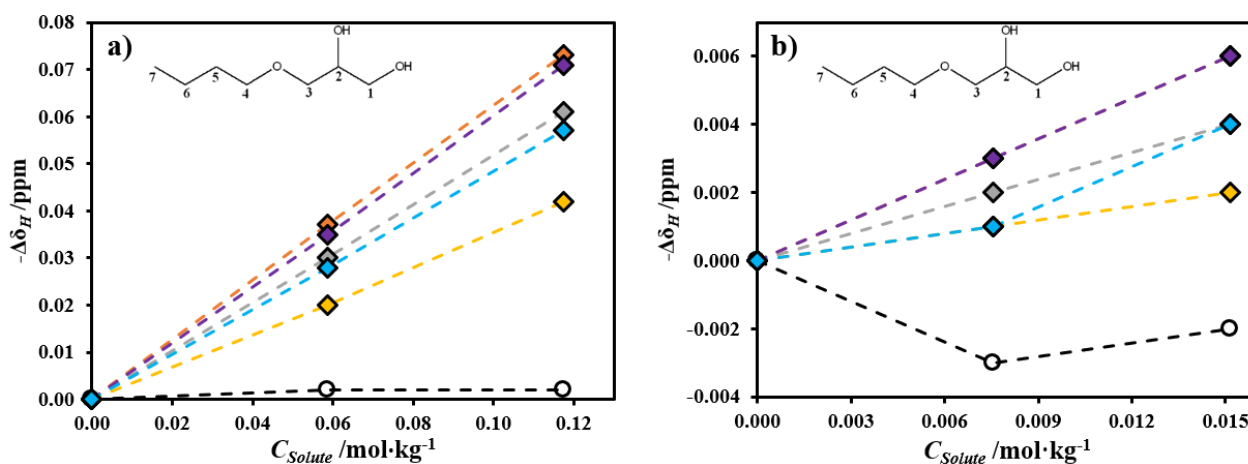 a)
OH
OH
O
7
6
5
4
3
2
1
0.08
0.07
0.06
0.05
0.04
0.03
0.02
0.01
0.00
-ΔδH /ppm
0.00 0.02 0.04 0.06 0.08 0.10 0.12
CSolute /mol·kg-1
b)
OH
OH
O
7
6
5
4
3
2
1
0.006
0.004
0.002
0.000
-0.002
-0.004
-ΔδH /ppm
0.000 0.003 0.006 0.009 0.012 0.015
CSolute /mol·kg-1